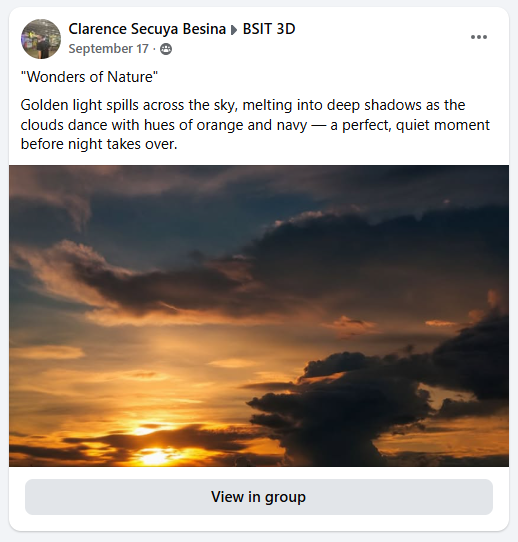 Clarence Secuya Besina ▸ BSIT 3D
September 17 ·
"Wonders of Nature"
Golden light spills across the sky, melting into deep shadows as the
clouds dance with hues of orange and navy — a perfect, quiet moment
before night takes over.
View in group